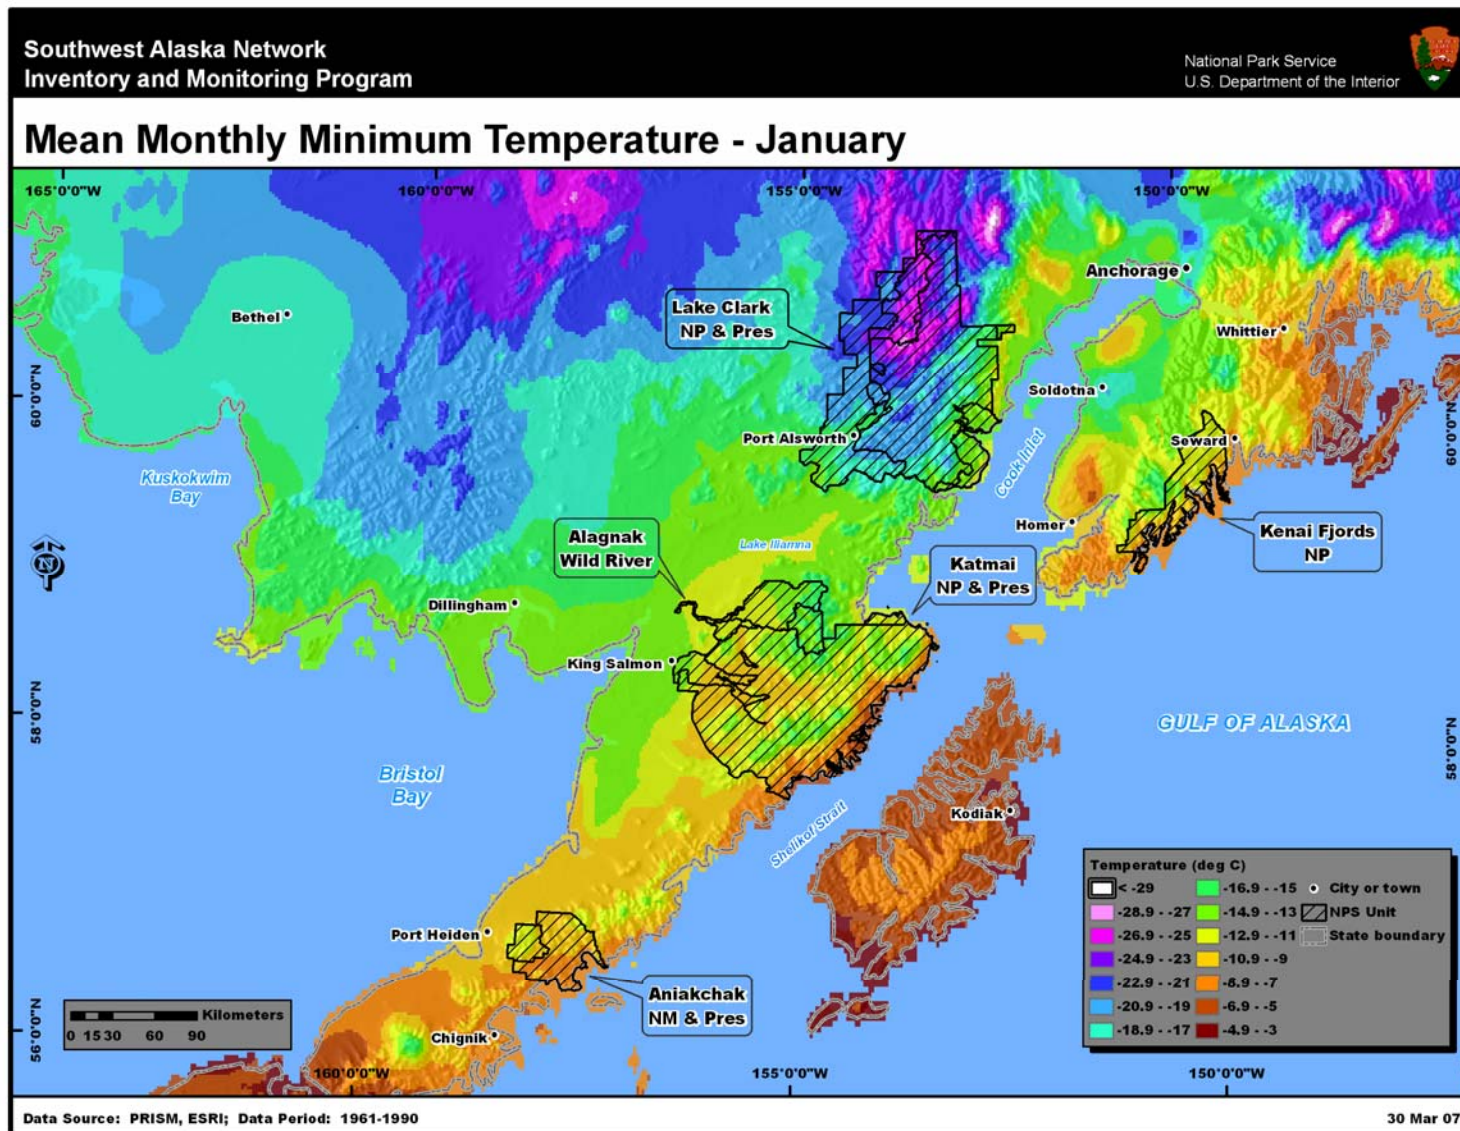 Southwest Alaska Network
Inventory and Monitoring Program
National Park Service
U.S. Department of the Interior
Mean Monthly Minimum Temperature - January
165°0'0"W
160°0'0"W
155°0'0"W
150°0'0"W
Anchorage
Lake Clark
NP & Pres
Bethel
Whittier
60°0'0"N
Soldotna
60°0'0"N
Port Alsworth
Seward
Cook Inlet
Kuskokwim
Bay
Homer
Kenai Fjords
NP
Alagnak
Wild River
Lake Iliamna
Katmai
NP & Pres
N
Dillingham
King Salmon
58°0'0"N
GULF OF ALASKA
58°0'0"N
Bristol
Bay
Shelikof Strait
Kodiak
Port Heiden
Aniakchak
NM & Pres
Chignik
56°0'0"N
Kilometers
0 15 30 60 90
Temperature (deg C)
< -29
-28.9 - -27
-26.9 - -25
-24.9 - -23
-22.9 - -21
-20.9 - -19
-18.9 - -17
-16.9 - -15
-14.9 - -13
-12.9 - -11
-10.9 - -9
-8.9 - -7
-6.9 - -5
-4.9 - -3
City or town
NPS Unit
State boundary
160°0'0"W
155°0'0"W
150°0'0"W
Data Source: PRISM, ESRI; Data Period: 1961-1990
30 Mar 07